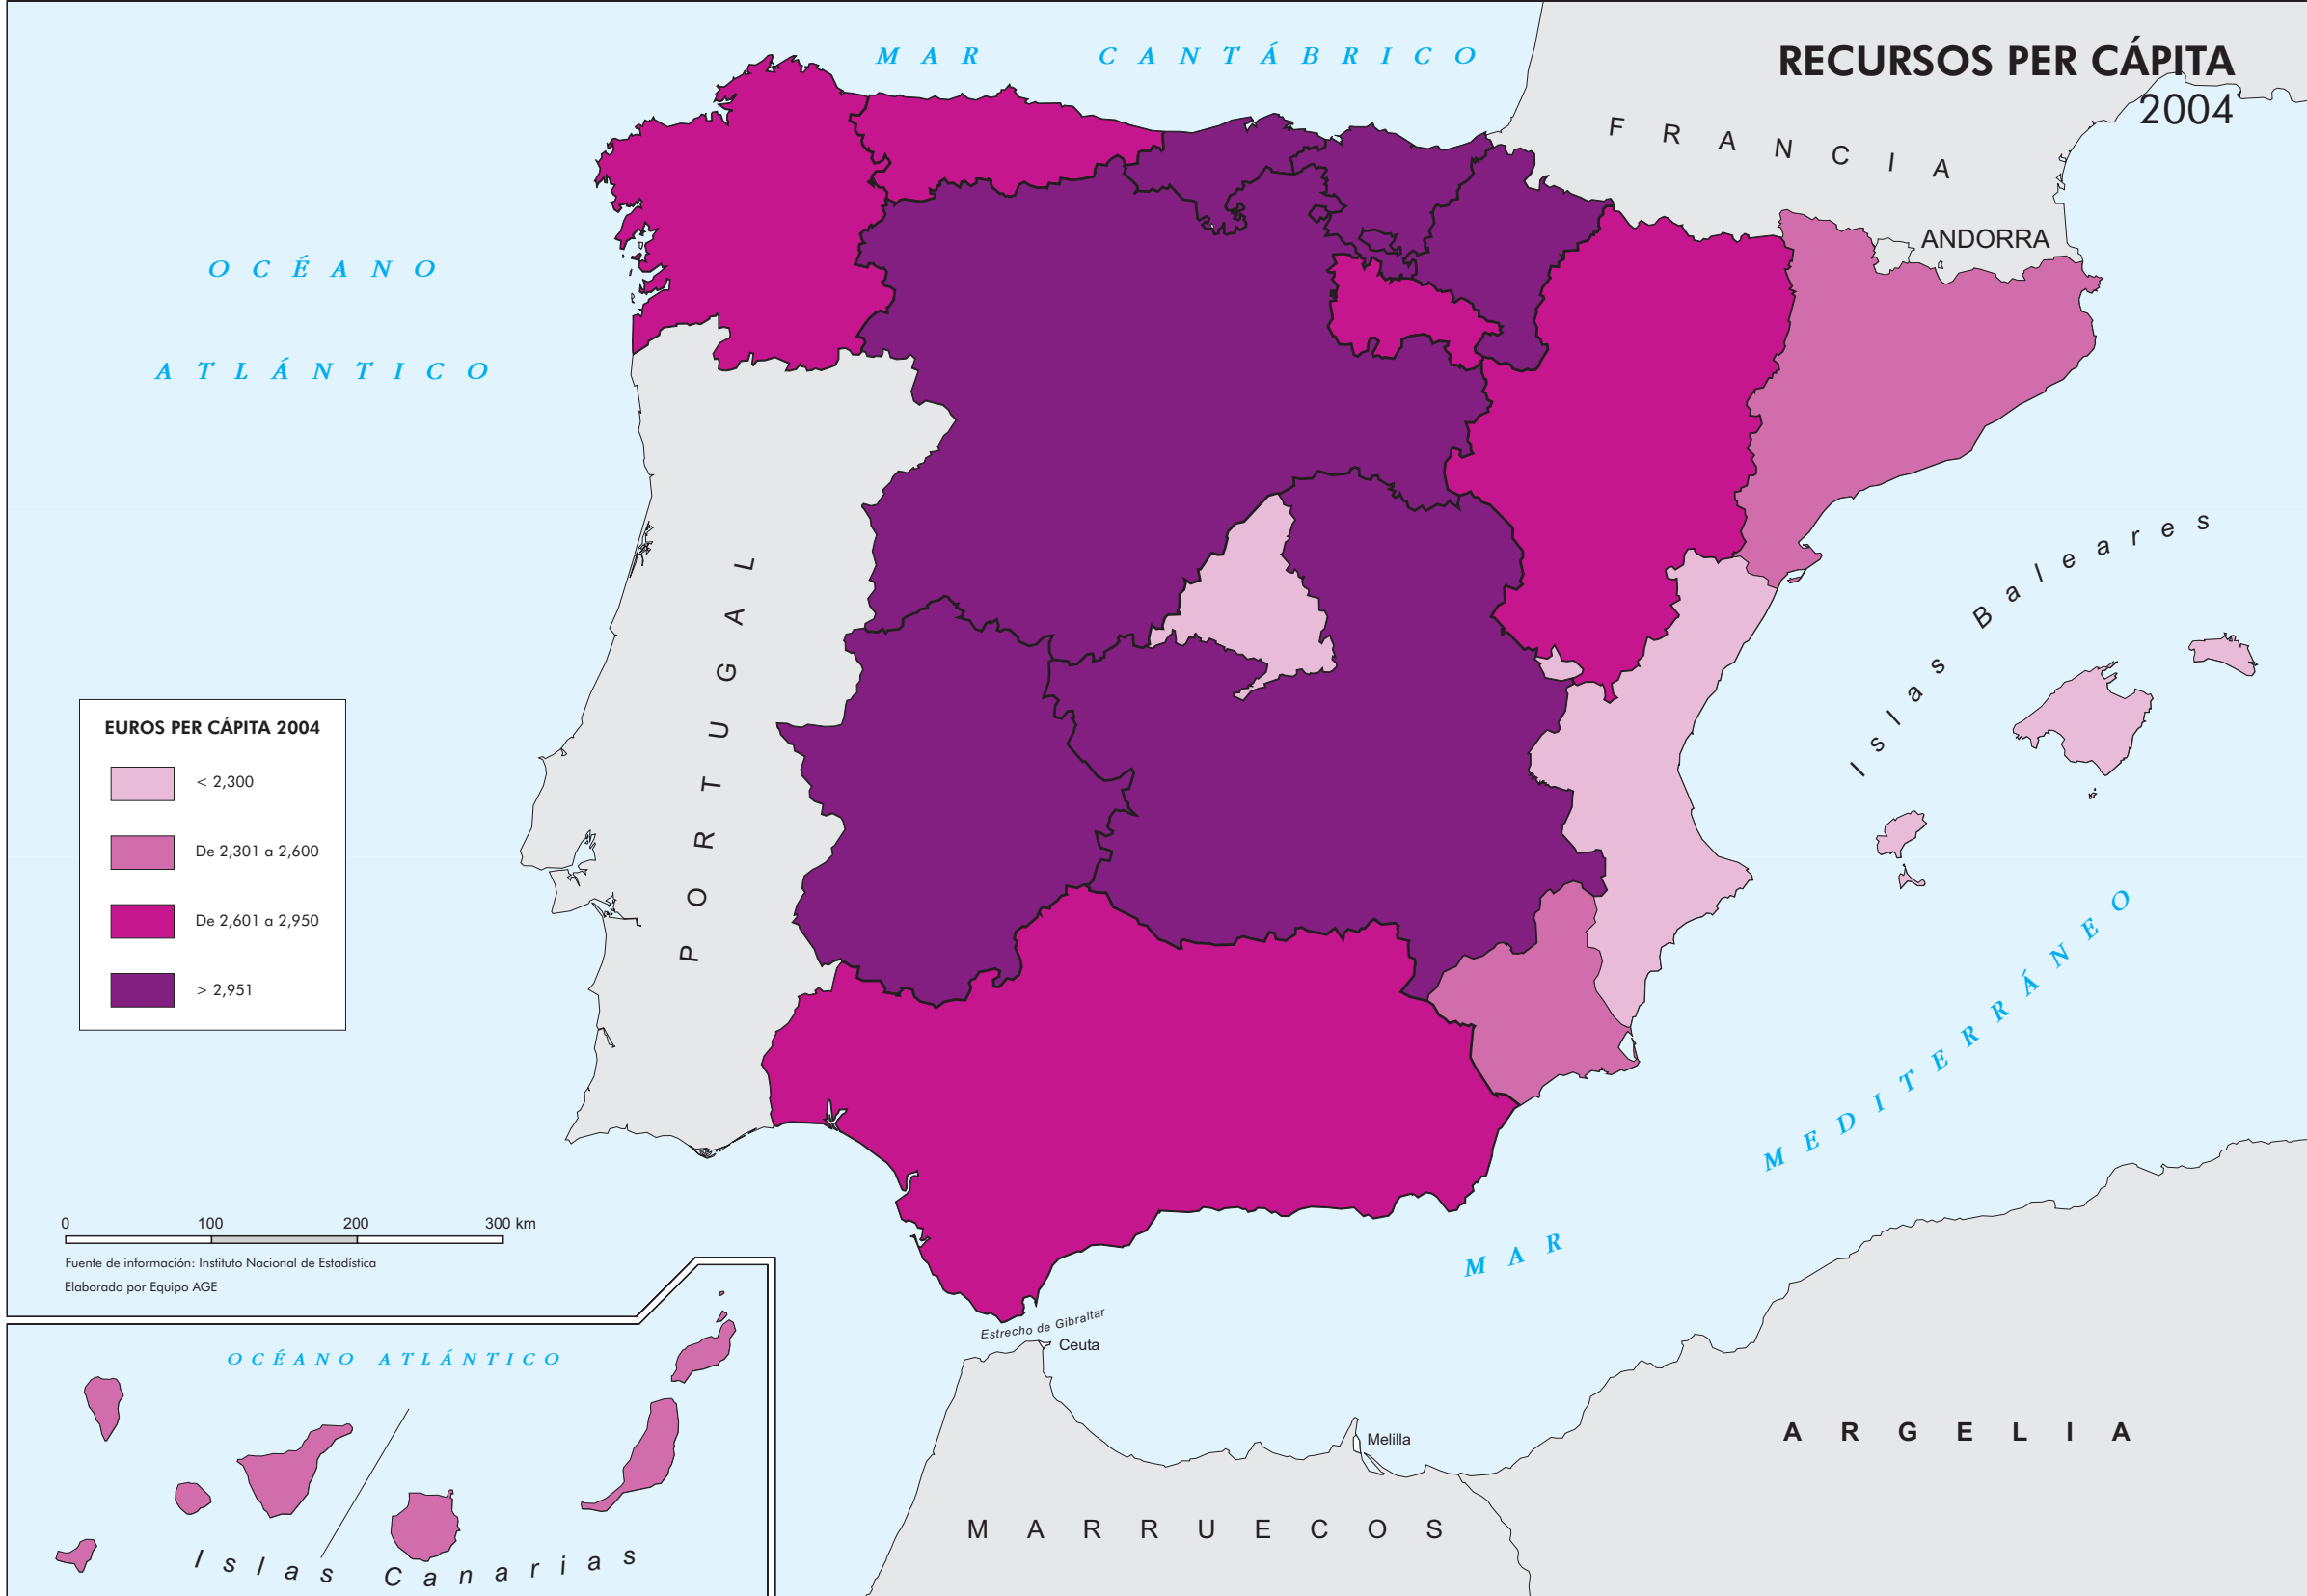 RECURSOS PER CÁPITA
2004
MAR CANTÁBRICO
FRANCIA
ANDORRA
OCÉANO
ATLÁNTICO
PORTUGAL
Islas Baleares
EUROS PER CÁPITA 2004
< 2,300
De 2,301 a 2,600
De 2,601 a 2,950
> 2,951
MAR MEDITERRÁNEO
0 100 200 300 km
Fuente de información: Instituto Nacional de Estadística
Elaborado por Equipo AGE
Estrecho de Gibraltar
Ceuta
Melilla
OCÉANO ATLÁNTICO
Islas Canarias
MARRUECOS
ARGELIA